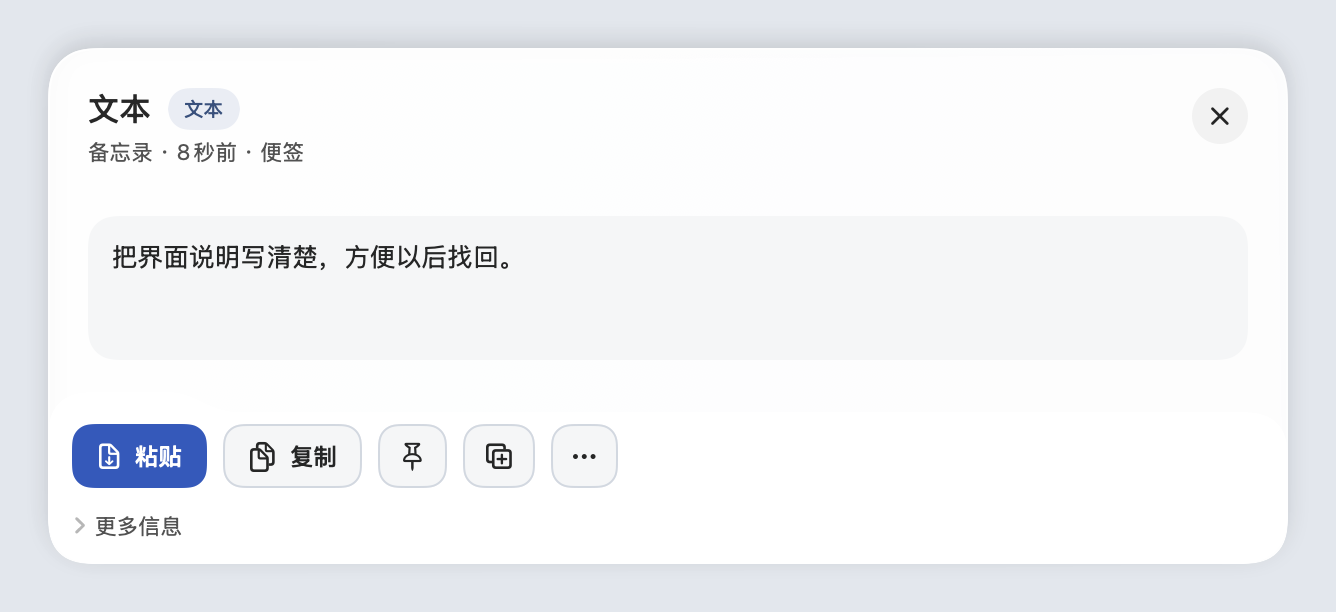 文本 文本
备忘录 · 8秒前 · 便签
把界面说明写清楚，方便以后找回。
粘贴 复制
更多信息